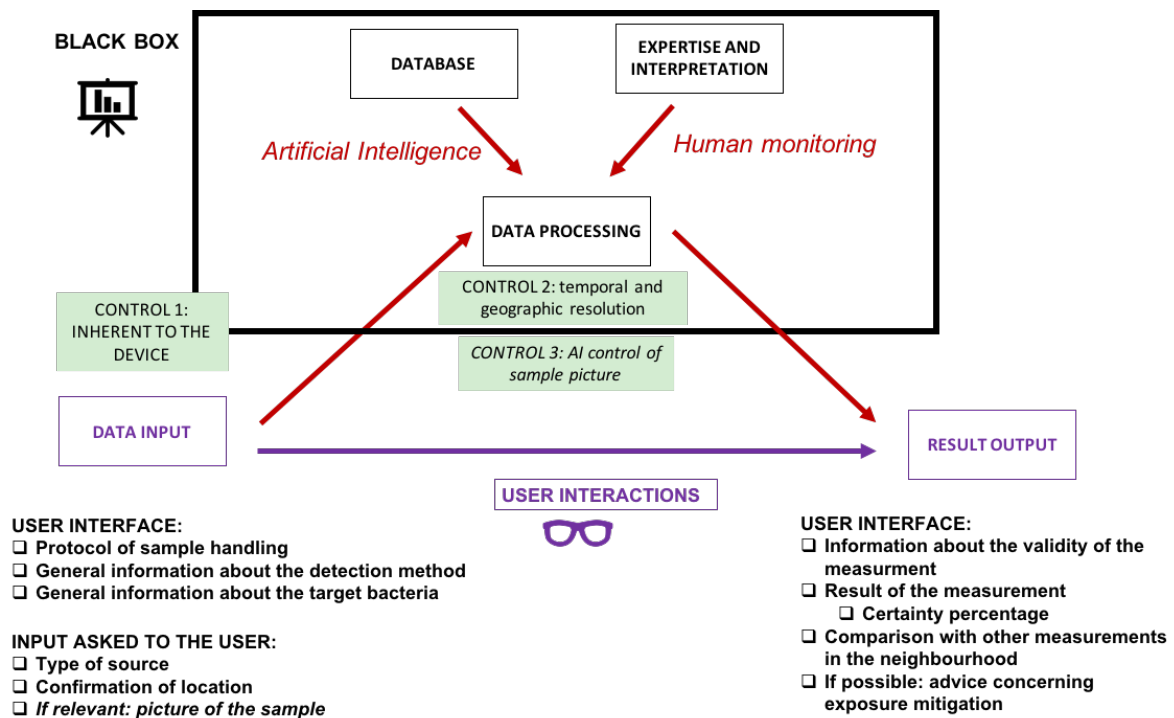 BLACK BOX
DATABASE
EXPERTISE AND
INTERPRETATION
Artificial Intelligence
Human monitoring
DATA PROCESSING
CONTROL 1:
INHERENT TO THE
DEVICE
CONTROL 2: temporal and
geographic resolution
CONTROL 3: AI control of
sample picture
DATA INPUT
RESULT OUTPUT
USER INTERACTIONS
USER INTERFACE:
❑ Protocol of sample handling
❑ General information about the detection method
❑ General information about the target bacteria
INPUT ASKED TO THE USER:
❑ Type of source
❑ Confirmation of location
❑ If relevant: picture of the sample
USER INTERFACE:
❑ Information about the validity of the
measurment
❑ Result of the measurement
❑ Certainty percentage
❑ Comparison with other measurements
in the neighbourhood
❑ If possible: advice concerning
exposure mitigation